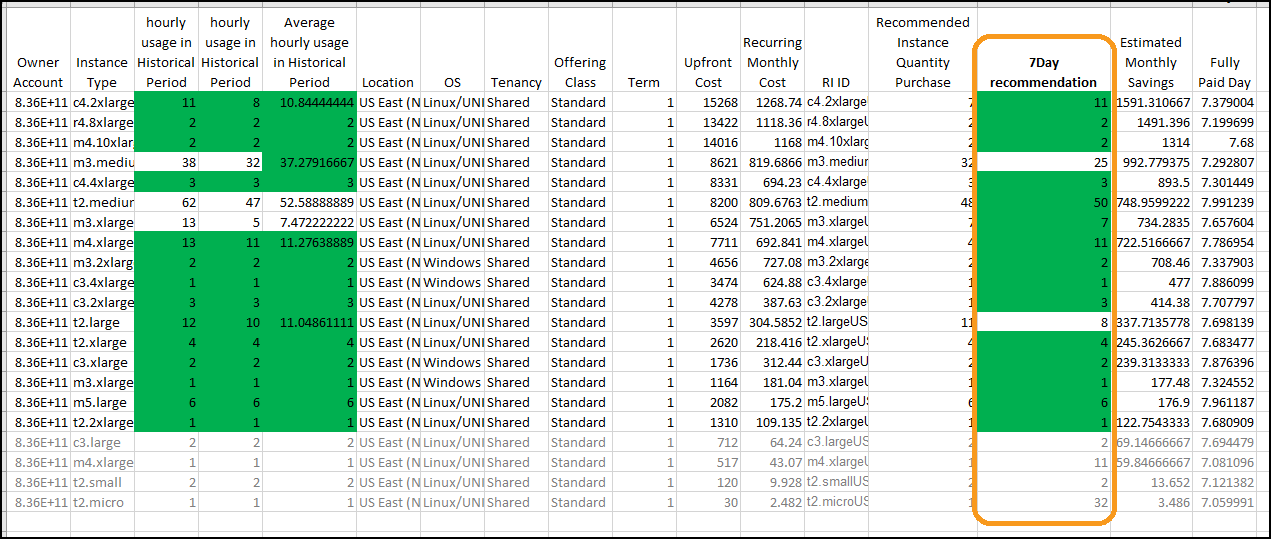 Owner
Account
Instance
Type
hourly
usage in
Historical
Period
hourly
usage in
Historical
Period
Average
hourly usage
in Historical
Period
Location
OS
Tenancy
Offering
Class
Term
Upfront
Cost
Recurring
Monthly
Cost
RI ID
Recommended
Instance
Quantity
Purchase
7Day
recommendation
Estimated
Monthly
Savings
Fully
Paid Day
8.36E+11 c4.2xlarge 11 8 10.84444444 US East (N Linux/UNI Shared Standard 1 15268 1268.74 c4.2xlargeU 7 11 1591.310667 7.379004
8.36E+11 r4.8xlarge 2 2 2 US East (N Linux/UNI Shared Standard 1 13422 1118.36 r4.8xlargeU 2 2 1491.396 7.199699
8.36E+11 m4.10xlar 2 2 2 US East (N Linux/UNI Shared Standard 1 14016 1168 m4.10xlarg 2 2 1314 7.68
8.36E+11 m3.mediu 38 32 37.27916667 US East (N Linux/UNI Shared Standard 1 8621 819.6866 m3.medium 32 25 992.779375 7.292807
8.36E+11 c4.4xlarge 3 3 3 US East (N Linux/UNI Shared Standard 1 8331 694.23 c4.4xlargeU 3 3 893.5 7.301449
8.36E+11 t2.medium 62 47 52.58888889 US East (N Linux/UNI Shared Standard 1 8200 809.6763 t2.medium 48 50 748.9599222 7.991239
8.36E+11 m3.xlarge 13 5 7.472222222 US East (N Linux/UNI Shared Standard 1 6524 751.2065 m3.xlargeU 7 7 734.2835 7.657604
8.36E+11 m4.xlarge 13 11 11.27638889 US East (N Linux/UNI Shared Standard 1 7711 692.841 m4.xlargeU 4 11 722.5166667 7.786954
8.36E+11 m3.2xlarg 2 2 2 US East (N Windows Shared Standard 1 4656 727.08 m3.2xlarge 2 708.46 7.337903
8.36E+11 c3.4xlarge 1 1 1 US East (N Windows Shared Standard 1 3474 624.88 c3.4xlargeU 1 1 477 7.886099
8.36E+11 c3.2xlarge 3 3 3 US East (N Linux/UNI Shared Standard 1 4278 387.63 c3.2xlargeU 3 414.38 7.707797
8.36E+11 t2.large 12 10 11.04861111 US East (N Linux/UNI Shared Standard 1 3597 304.5852 t2.largeUS 11 8 337.7135778 7.698139
8.36E+11 t2.xlarge 4 4 4 US East (N Linux/UNI Shared Standard 1 2620 218.416 t2.xlargeUS 4 4 245.3626667 7.683477
8.36E+11 c3.xlarge 2 2 2 US East (N Windows Shared Standard 1 1736 312.44 c3.xlargeUS 2 2 239.3133333 7.876396
8.36E+11 m3.xlarge 1 1 1 US East (N Windows Shared Standard 1 1164 181.04 m3.xlargeU 1 1 177.48 7.324552
8.36E+11 m5.large 6 6 6 US East (N Linux/UNI Shared Standard 1 2082 175.2 m5.largeUS 6 6 176.9 7.961187
8.36E+11 t2.2xlarge 1 1 1 US East (N Linux/UNI Shared Standard 1 1310 109.135 t2.2xlargeU 1 1 122.7543333 7.680909
8.36E+11 c3.large 2 2 2 US East (N Linux/UNI Shared Standard 1 712 64.24 c3.largeUS 2 2 69.14666667 7.694479
8.36E+11 m4.xlarge 1 1 1 US East (N Linux/UNI Shared Standard 1 517 43.07 m4.xlargeU 1 11 59.84666667 7.081096
8.36E+11 t2.small 2 2 2 US East (N Linux/UNI Shared Standard 1 120 9.928 t2.smallUS 2 2 13.652 7.121382
8.36E+11 t2.micro 1 1 1 US East (N Linux/UNI Shared Standard 1 30 2.482 t2.microUS 1 32 3.486 7.059991